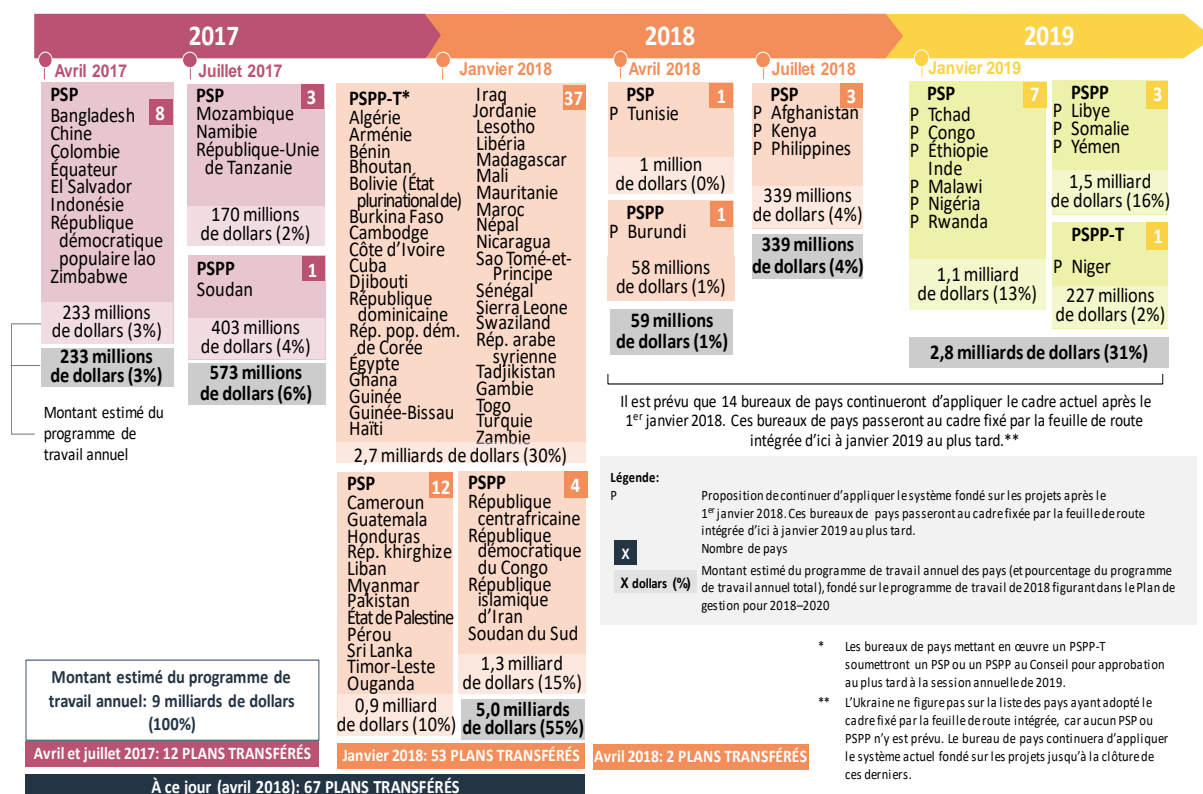 2017
2018
2019
Avril 2017
Juillet 2017
Janvier 2018
Avril 2018
Juillet 2018
Janvier 2019
PSP
8
Bangladesh
Chine
Colombie
Équateur
El Salvador
Indonésie
République
démocratique
populaire lao
Zimbabwe
233 millions
de dollars (3%)
233 millions
de dollars (3%)
Montant estimé du
programme de
travail annuel
PSP
3
Mozambique
Namibie
République-Unie
de Tanzanie
170 millions
de dollars (2%)
PSPP
1
Soudan
403 millions
de dollars (4%)
573 millions
de dollars (6%)
PSPP-T*
Algérie
Arménie
Bénin
Bhoutan
Bolivie (État
plurinational de)
Burkina Faso
Cambodge
Côte d'Ivoire
Cuba
Djibouti
République
dominicaine
Rép. pop. dém.
de Corée
Égypte
Ghana
Guinée
Guinée-Bissau
Haïti
37
Iraq
Jordanie
Lesotho
Libéria
Madagascar
Mali
Mauritanie
Maroc
Népal
Nicaragua
Sao Tomé-et-
Principe
Sénégal
Sierra Leone
Swaziland
Rép. arabe
syrienne
Tadjikistan
Gambie
Togo
Turquie
Zambie
2,7 milliards de dollars (30%)
PSP
12
Cameroun
Guatemala
Honduras
Rép. khirghize
Liban
Myanmar
Pakistan
État de Palestine
Pérou
Sri Lanka
Timor-Leste
Ouganda
0,9 milliard
de dollars (10%)
PSPP
4
République
centrafricaine
République
démocratique
du Congo
République
islamique
d'Iran
Soudan du Sud
1,3 milliard
de dollars (15%)
5,0 milliards
de dollars (55%)
PSP
1
P Tunisie
1 million
de dollars (0%)
PSPP
1
P Burundi
58 millions
de dollars (1%)
59 millions
de dollars (1%)
PSP
3
P Afghanistan
P Kenya
P Philippines
339 millions
de dollars (4%)
339 millions
de dollars (4%)
PSP
7
P Tchad
P Congo
P Éthiopie
Inde
P Malawi
P Nigéria
P Rwanda
1,1 milliard
de dollars (13%)
PSPP
3
P Libye
P Somalie
P Yémen
1,5 milliard
de dollars (16%)
PSPP-T
1
P Niger
227 millions
de dollars (2%)
2,8 milliards de dollars (31%)
Il est prévu que 14 bureaux de pays continueront d'appliquer le cadre actuel après le
1er janvier 2018. Ces bureaux de pays passeront au cadre fixé par la feuille de route
intégrée d'ici à janvier 2019 au plus tard.**
Légende:
P Proposition de continuer d'appliquer le système fondé sur les projets après le
1er janvier 2018. Ces bureaux de pays passeront au cadre fixée par la feuille de route
intégrée d'ici à janvier 2019 au plus tard.
X Nombre de pays
X dollars (%) Montant estimé du programme de travail annuel des pays (et pourcentage du programme
de travail annuel total), fondé sur le programme de travail de 2018 figurant dans le Plan de
gestion pour 2018–2020
* Les bureaux de pays mettant en œuvre un PSPP-T
soumettront un PSP ou un PSPP au Conseil pour approbation
au plus tard à la session annuelle de 2019.
** L'Ukraine ne figure pas sur la liste des pays ayant adopté le
cadre fixé par la feuille de route intégrée, car aucun PSP ou
PSPP n'y est prévu. Le bureau de pays continuera d'appliquer
le système actuel fondé sur les projets jusqu'à la clôture de
ces derniers.
Montant estimé du programme de
travail annuel: 9 milliards de dollars
(100%)
Avril et juillet 2017: 12 PLANS TRANSFÉRÉS
Janvier 2018: 53 PLANS TRANSFÉRÉS
Avril 2018: 2 PLANS TRANSFÉRÉS
À ce jour (avril 2018): 67 PLANS TRANSFÉRÉS